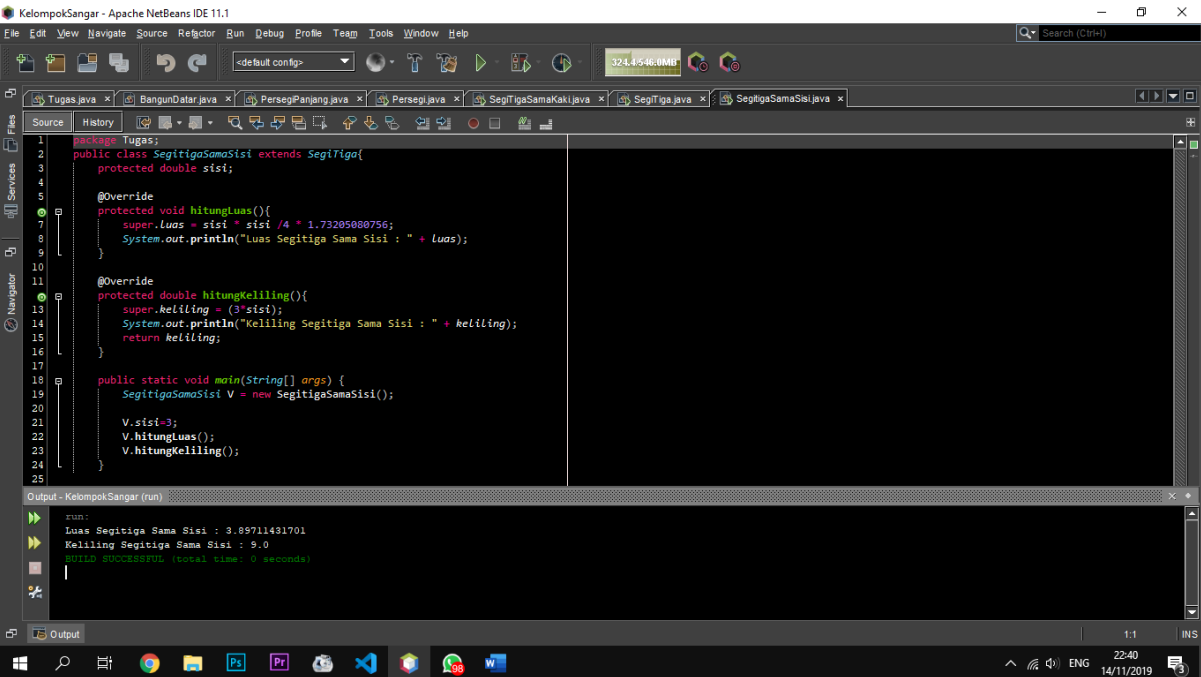 KelompokSangar - Apache NetBeans IDE 11.1
File Edit View Navigate Source Refactor Run Debug Profile Team Tools Window Help
Search (Ctrl+I)
<default config>
324.4/546.0MB
Tugas.java BangunDatar.java PersegiPanjang.java Persegi.java SegiTigaSamaKaki.java SegiTiga.java SegitigaSamaSisi.java
Source History
Files
Services
Navigator
1 package Tugas;
2 public class SegitigaSamaSisi extends SegiTiga{
3 protected double sisi;
4
5 @Override
protected void hitungLuas(){
7 super.luas = sisi * sisi /4 * 1.73205080756;
8 System.out.println("Luas Segitiga Sama Sisi : " + luas);
9 }
10
11 @Override
protected double hitungKeliling(){
13 super.keliling = (3*sisi);
14 System.out.println("Keliling Segitiga Sama Sisi : " + keliling);
15 return keliling;
16 }
17
18 public static void main(String[] args) {
19 SegitigaSamaSisi V = new SegitigaSamaSisi();
20
21 V.sisi=3;
22 V.hitungLuas();
23 V.hitungKeliling();
24 }
25
Output - KelompokSangar (run)
run:
Luas Segitiga Sama Sisi : 3.89711431701
Keliling Segitiga Sama Sisi : 9.0
BUILD SUCCESSFUL (total time: 0 seconds)
Output
1:1 INS
Ps Pr 98 ENG 22:40
14/11/2019 3